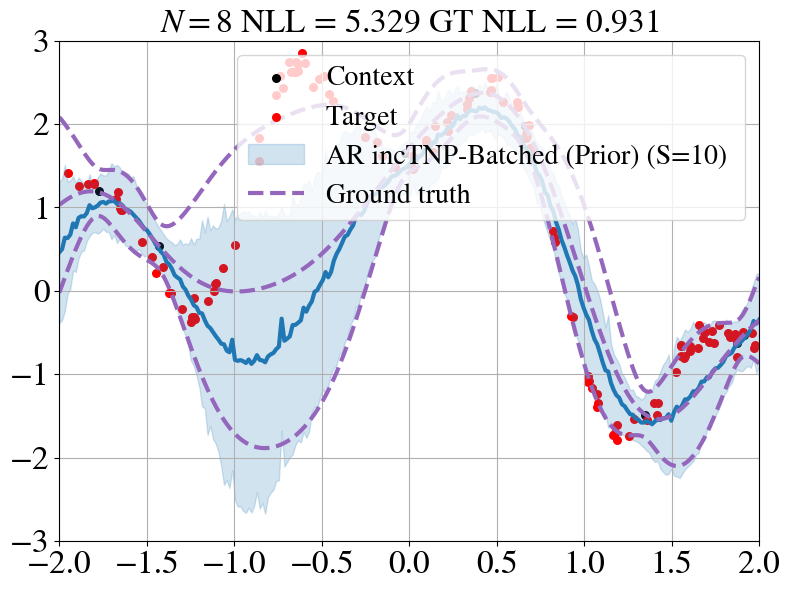 N = 8 NLL = 5.329 GT NLL = 0.931
3
2
1
0
−1
−2
−3
Context
Target
AR incTNP-Batched (Prior) (S=10)
Ground truth
−2.0 −1.5 −1.0 −0.5 0.0 0.5 1.0 1.5 2.0